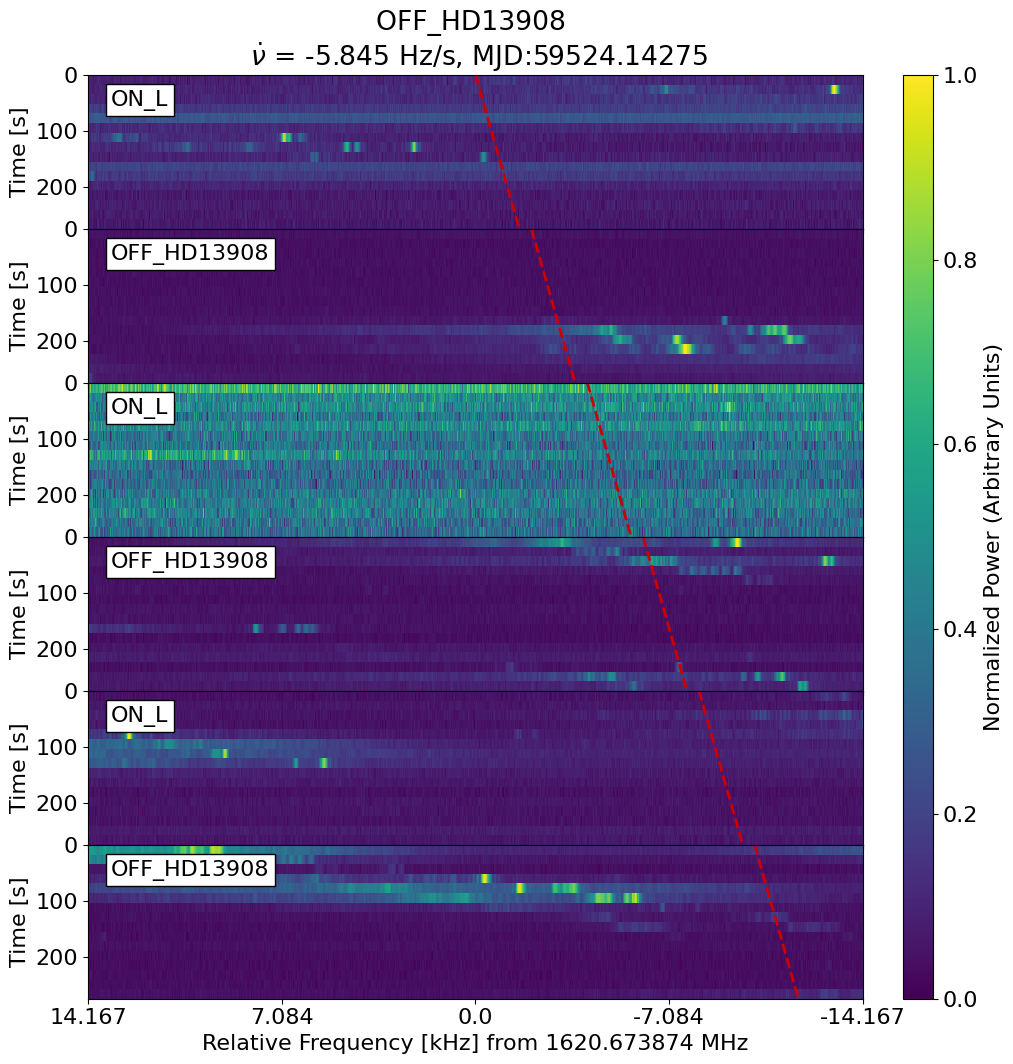 OFF_HD13908
ν̇ = -5.845 Hz/s, MJD:59524.14275
0
ON_L
100
200
Time [s]
0
OFF_HD13908
100
200
Time [s]
0
ON_L
100
200
Time [s]
0
OFF_HD13908
100
200
Time [s]
0
ON_L
100
200
Time [s]
0
OFF_HD13908
100
200
Time [s]
14.167 7.084 0.0 -7.084 -14.167
Relative Frequency [kHz] from 1620.673874 MHz
1.0
0.8
0.6
0.4
0.2
0.0
Normalized Power (Arbitrary Units)